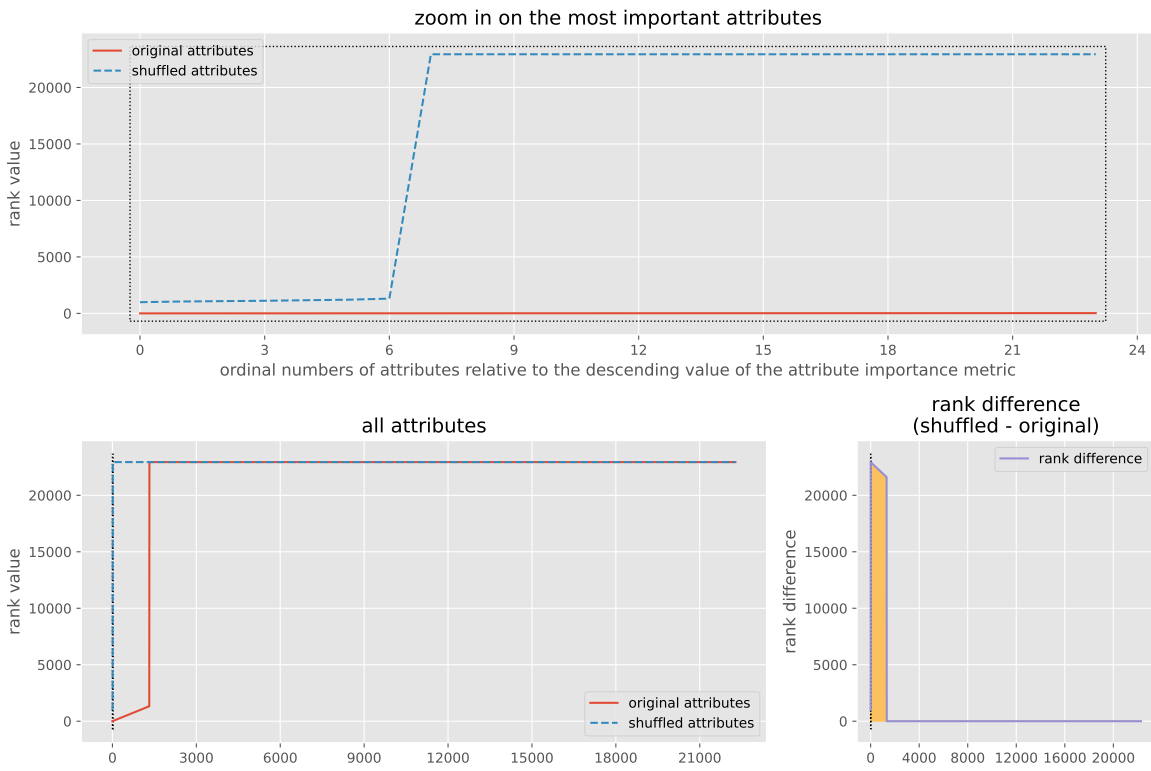 zoom in on the most important attributes
original attributes
shuffled attributes
rank value
20000
15000
10000
5000
0
0 3 6 9 12 15 18 21 24
ordinal numbers of attributes relative to the descending value of the attribute importance metric
all attributes
rank value
20000
15000
10000
5000
0
original attributes
shuffled attributes
0 3000 6000 9000 12000 15000 18000 21000
rank difference
(shuffled - original)
rank difference
rank difference
20000
15000
10000
5000
0
0 4000 8000 12000 16000 20000